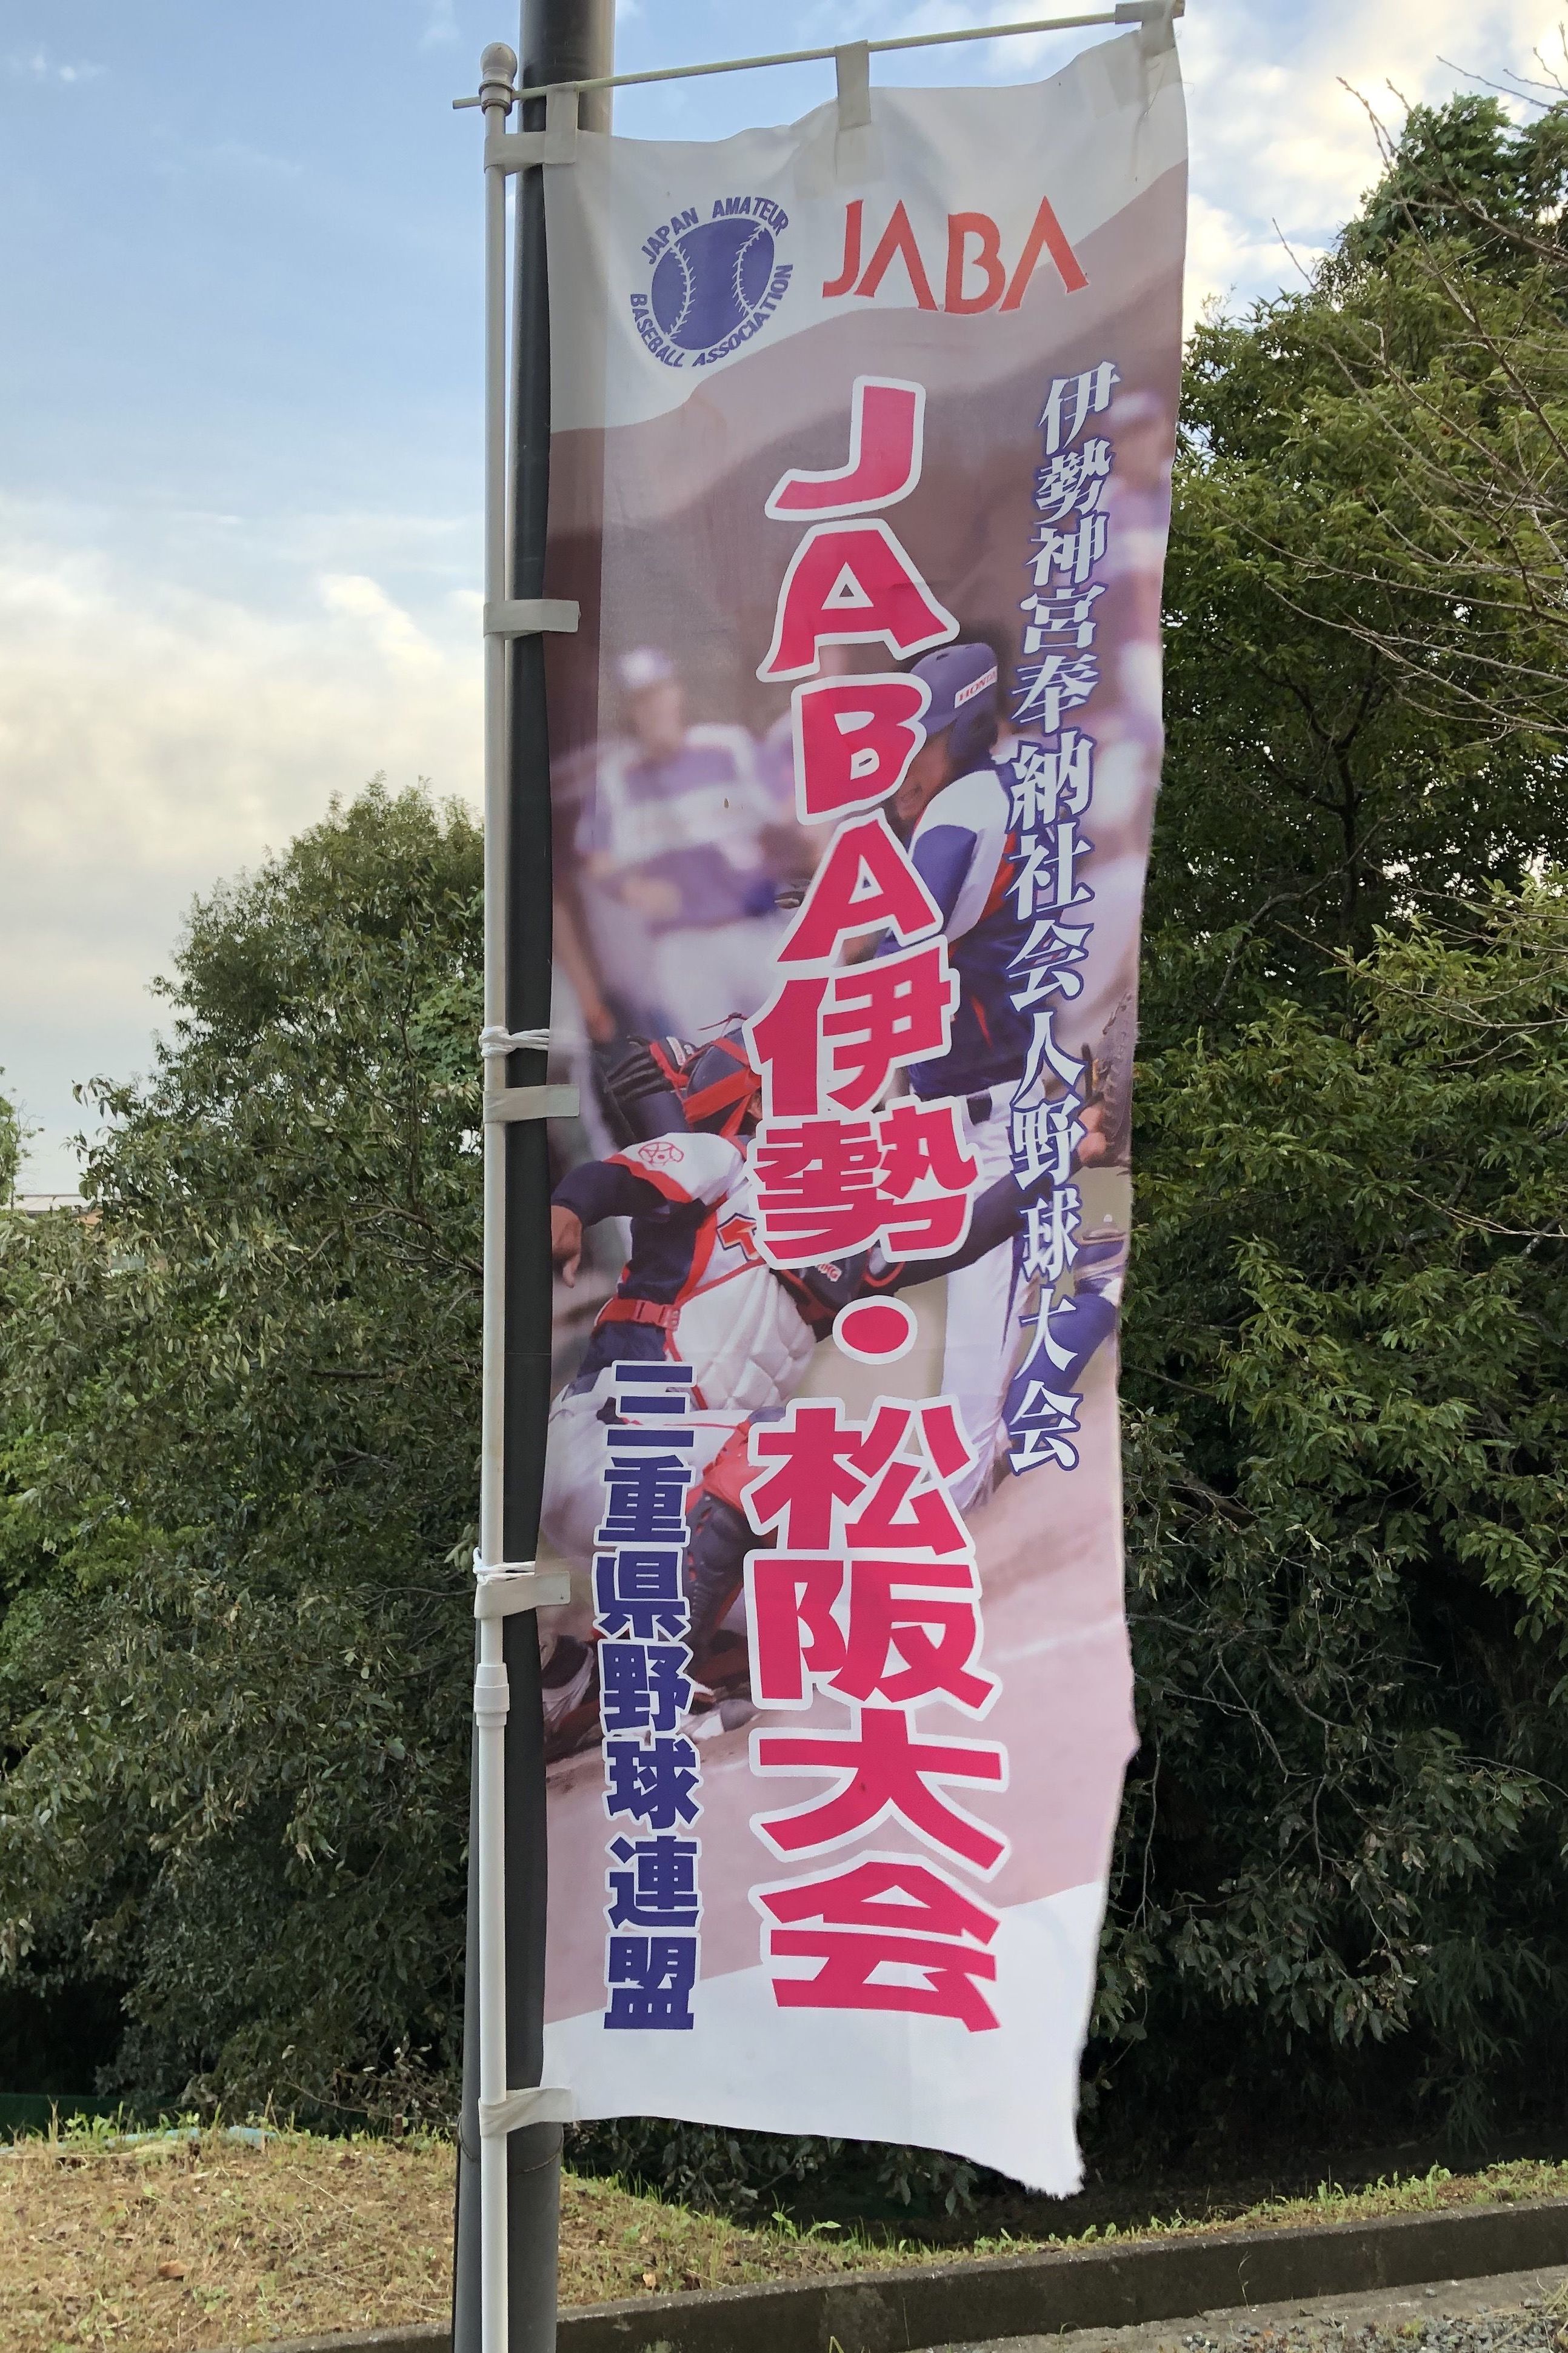 JAPAN AMATEUR
BASEBALL ASSOCIATION
JABA
伊勢神宮奉納社会人野球大会
JABA伊勢・松阪大会
三重県野球連盟
HONDA